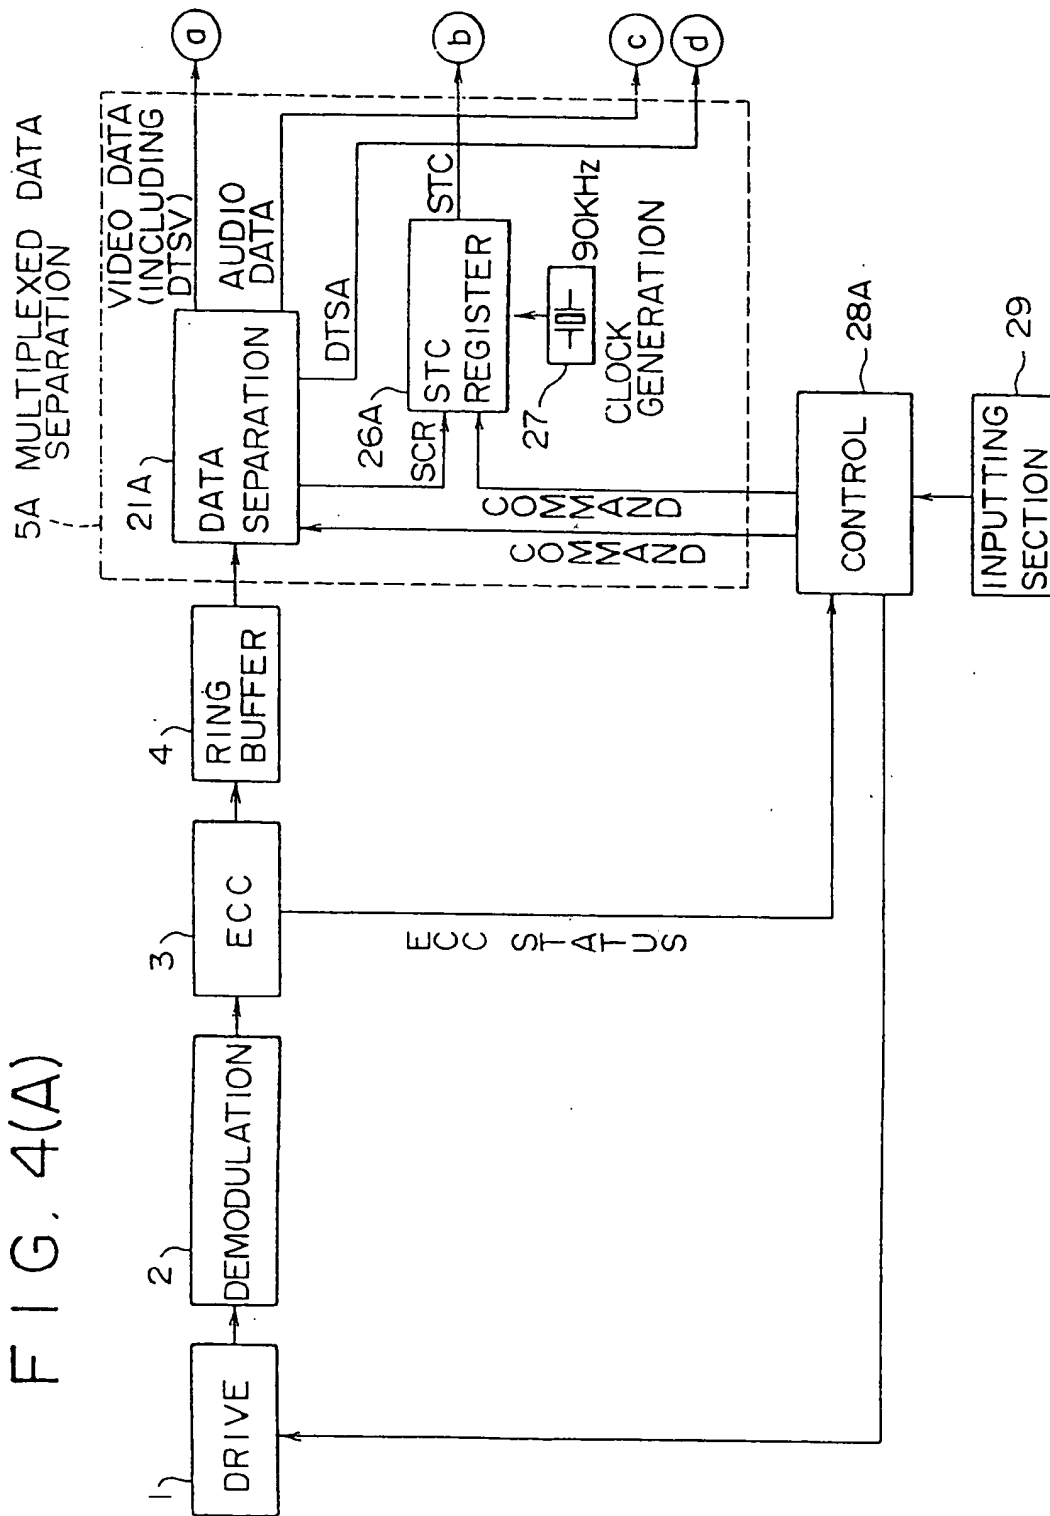 FIG. 4(A)
5A MULTIPLEXED DATA
SEPARATION
1
DRIVE
2
DEMODULATION
3
ECC
4
RING
BUFFER
21A
DATA
SEPARATION
VIDEO DATA
(INCLUDING
DTSV)
AUDIO
DATA
DTSA
26A
SCR
STC
REGISTER
STC
27
90KHz
CLOCK
GENERATION
a
b
c
d
COMMAND
COMMAND
ECC STATUS
CONTROL
28A
INPUTTING
SECTION
29